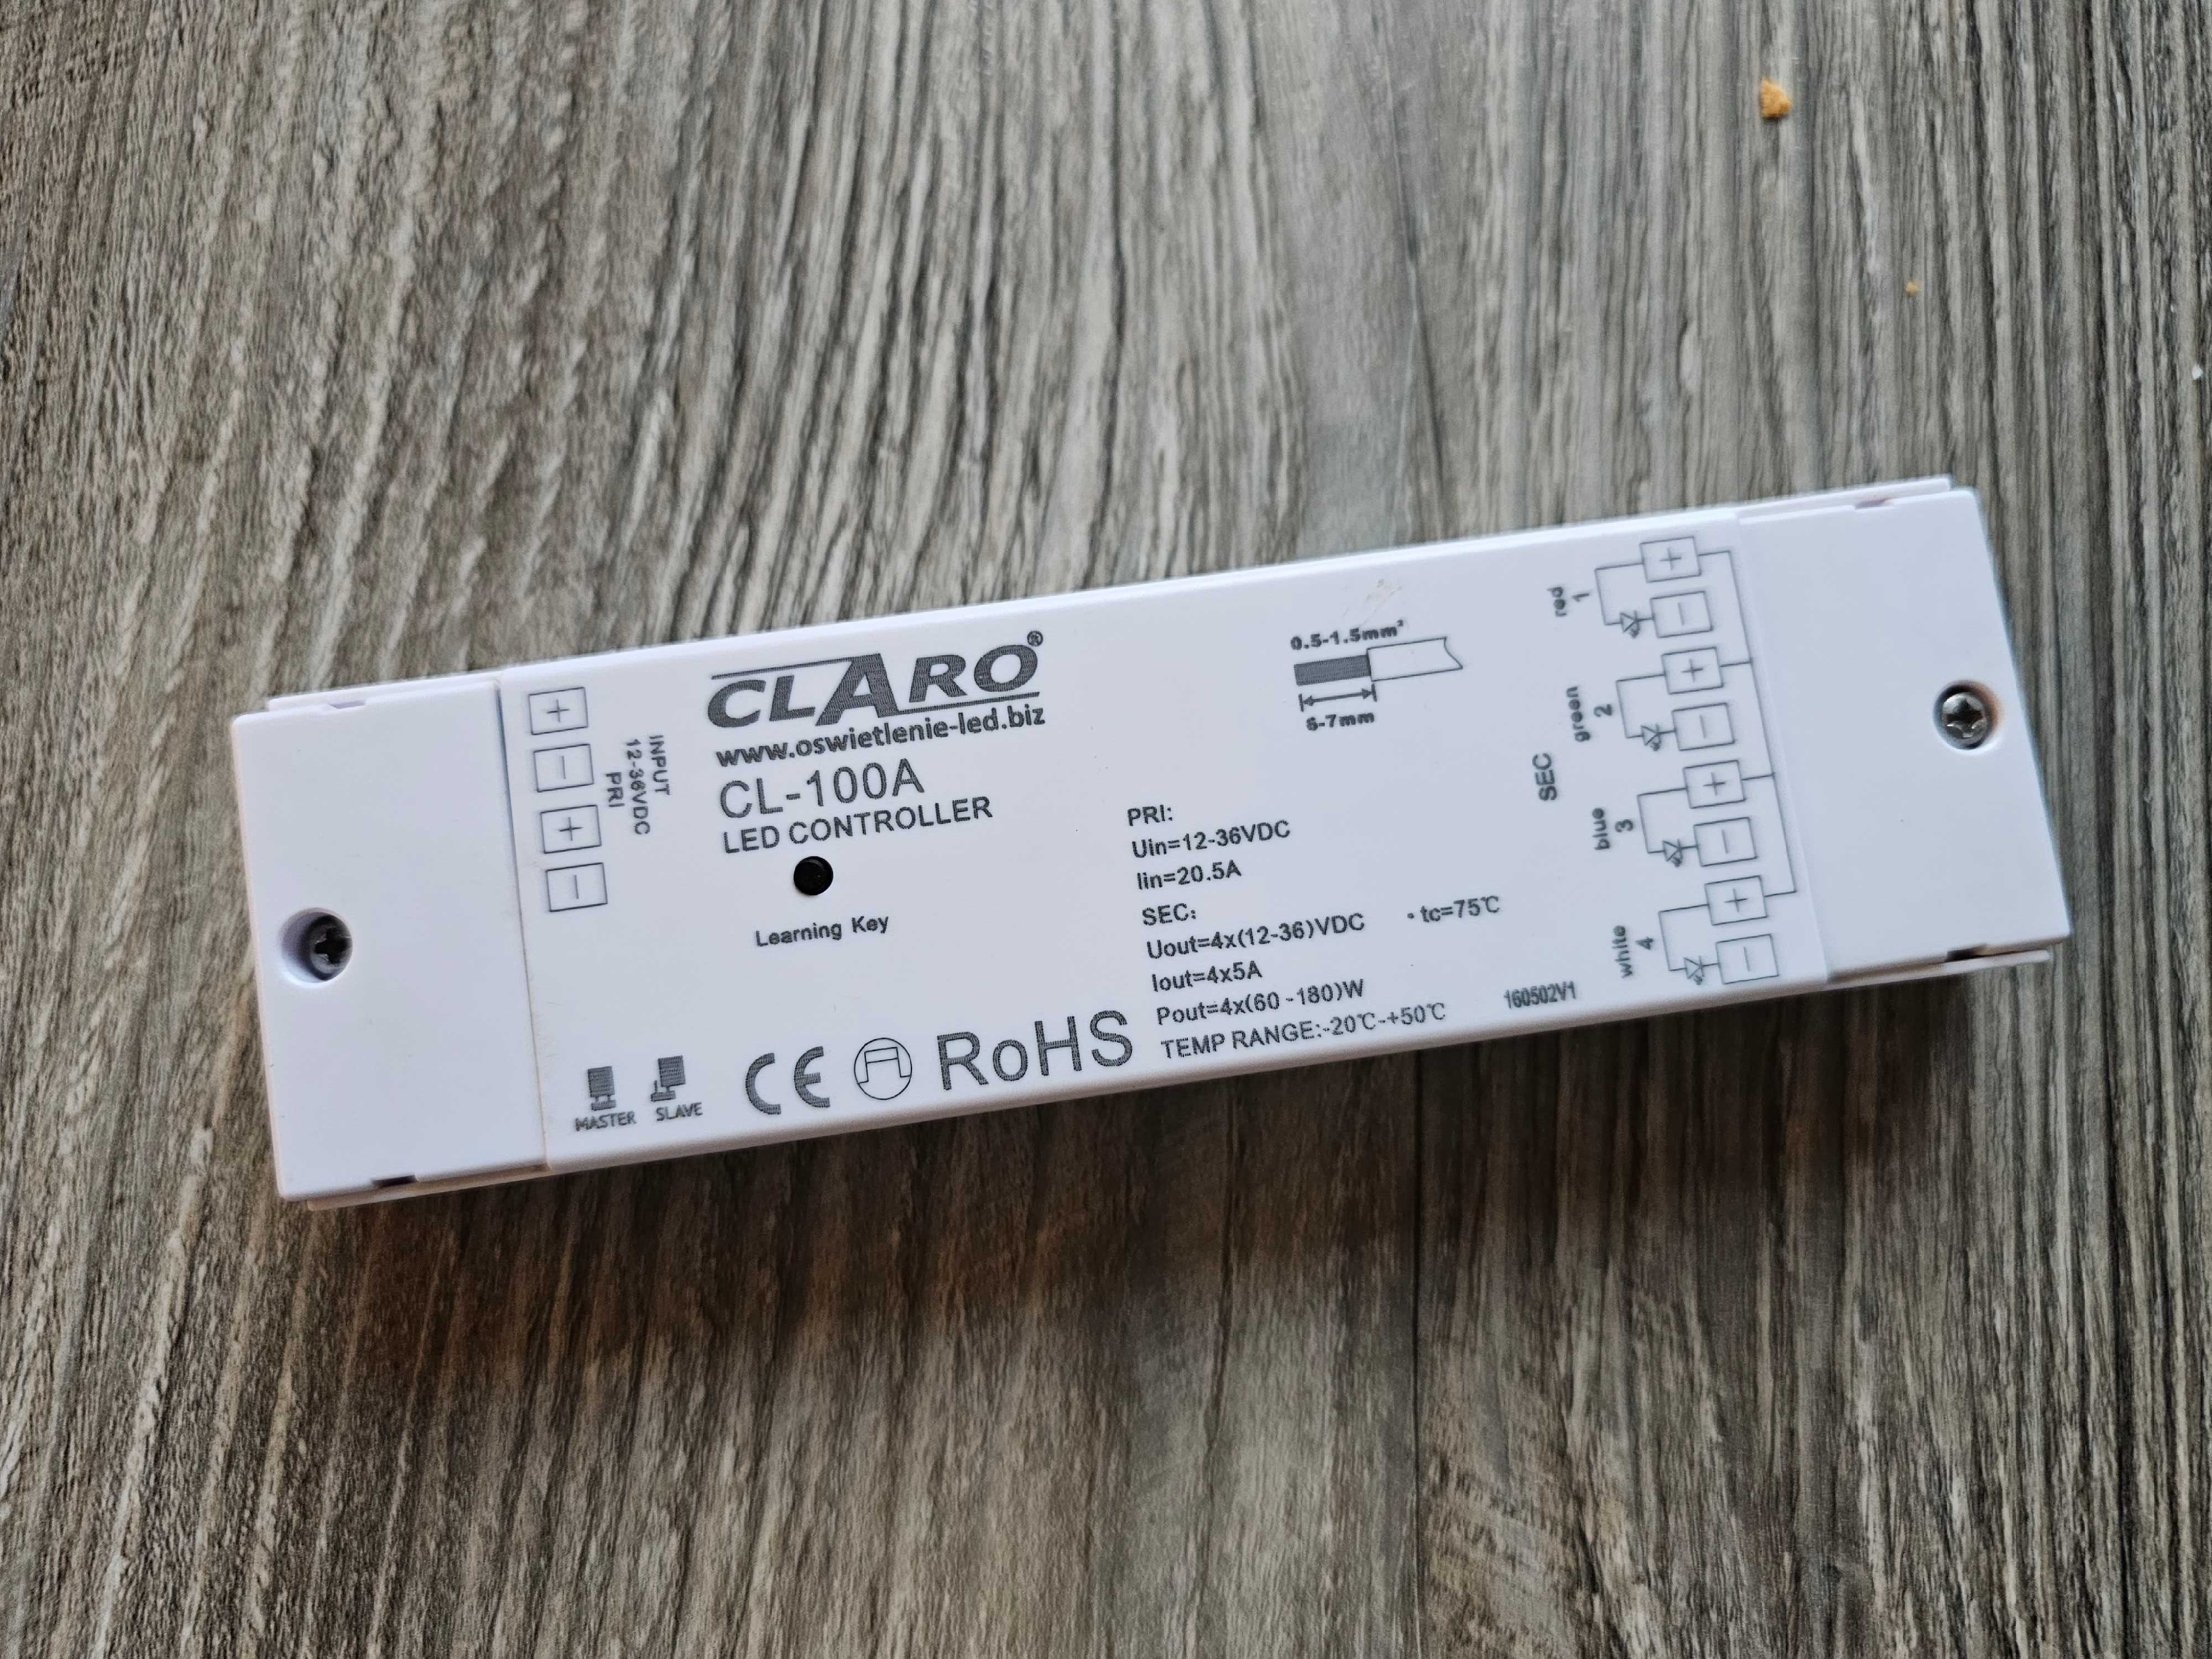 CLARO®
www.oswietlenie-led.biz
CL-100A
LED CONTROLLER
Learning Key
+
-
+
-
INPUT
12-36VDC
PRI
MASTER
SLAVE
CE
RoHS
0.5-1.5mm²
6-7mm
PRI:
Uin=12-36VDC
Iin=20.5A
SEC:
Uout=4x(12-36)VDC
Iout=4x5A
Pout=4x(60-180)W
TEMP RANGE:-20℃-+50℃
• tc=75℃
160502V1
SEC
red
1
+
-
green
2
+
-
blue
3
+
-
white
4
+
-